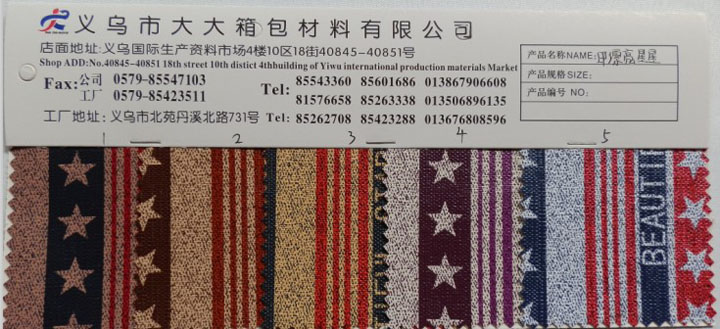 义乌市大大箱包材料有限公司
店面地址:义乌国际生产资料市场4楼10区18街40845-40851号
Shop ADD:No.40845-40851 18th street 10th distict 4thhuilding of Yiwu international production materials Market
Fax:公司 0579-85547103
工厂 0579-85423511
Tel: 85543360 85601686 013867906608
81576658 85263338 013506896135
工厂地址: 义乌市北苑丹溪北路731号 Tel: 85262708 85423288 013676808596
产品名称NAME:
产品规格SIZE:
产品编号 NO:
1 2 3 4 5
BEAUTI